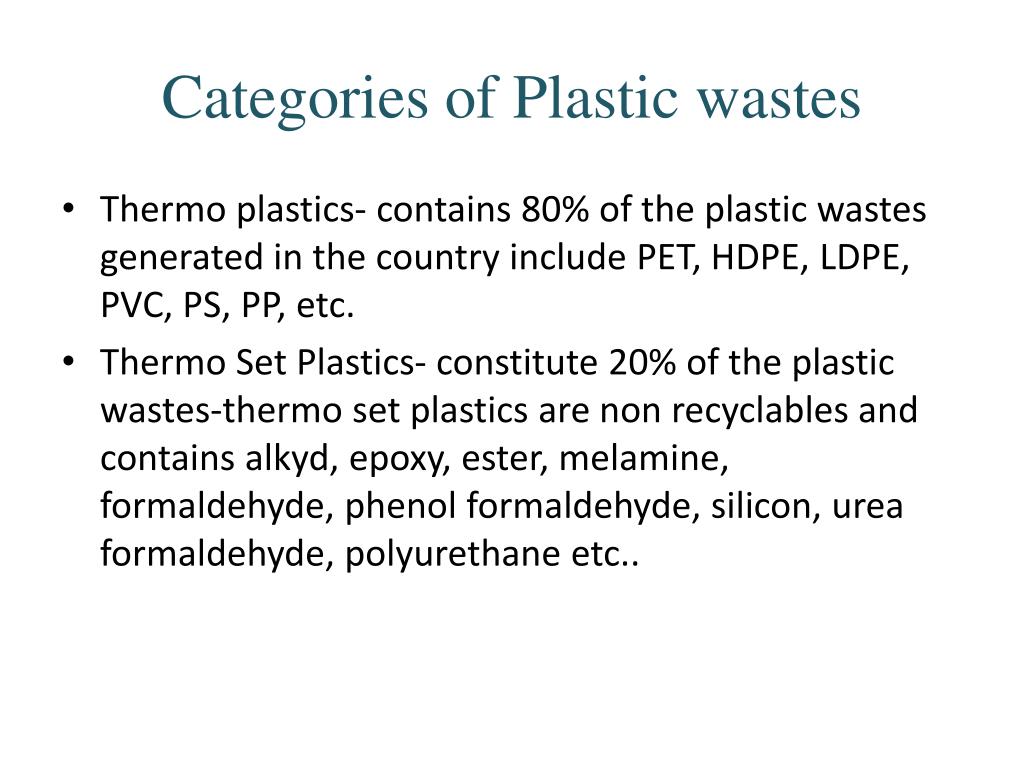 Categories of Plastic wastes
• Thermo plastics- contains 80% of the plastic wastes
generated in the country include PET, HDPE, LDPE,
PVC, PS, PP, etc.
• Thermo Set Plastics- constitute 20% of the plastic
wastes-thermo set plastics are non recyclables and
contains alkyd, epoxy, ester, melamine,
formaldehyde, phenol formaldehyde, silicon, urea
formaldehyde, polyurethane etc..